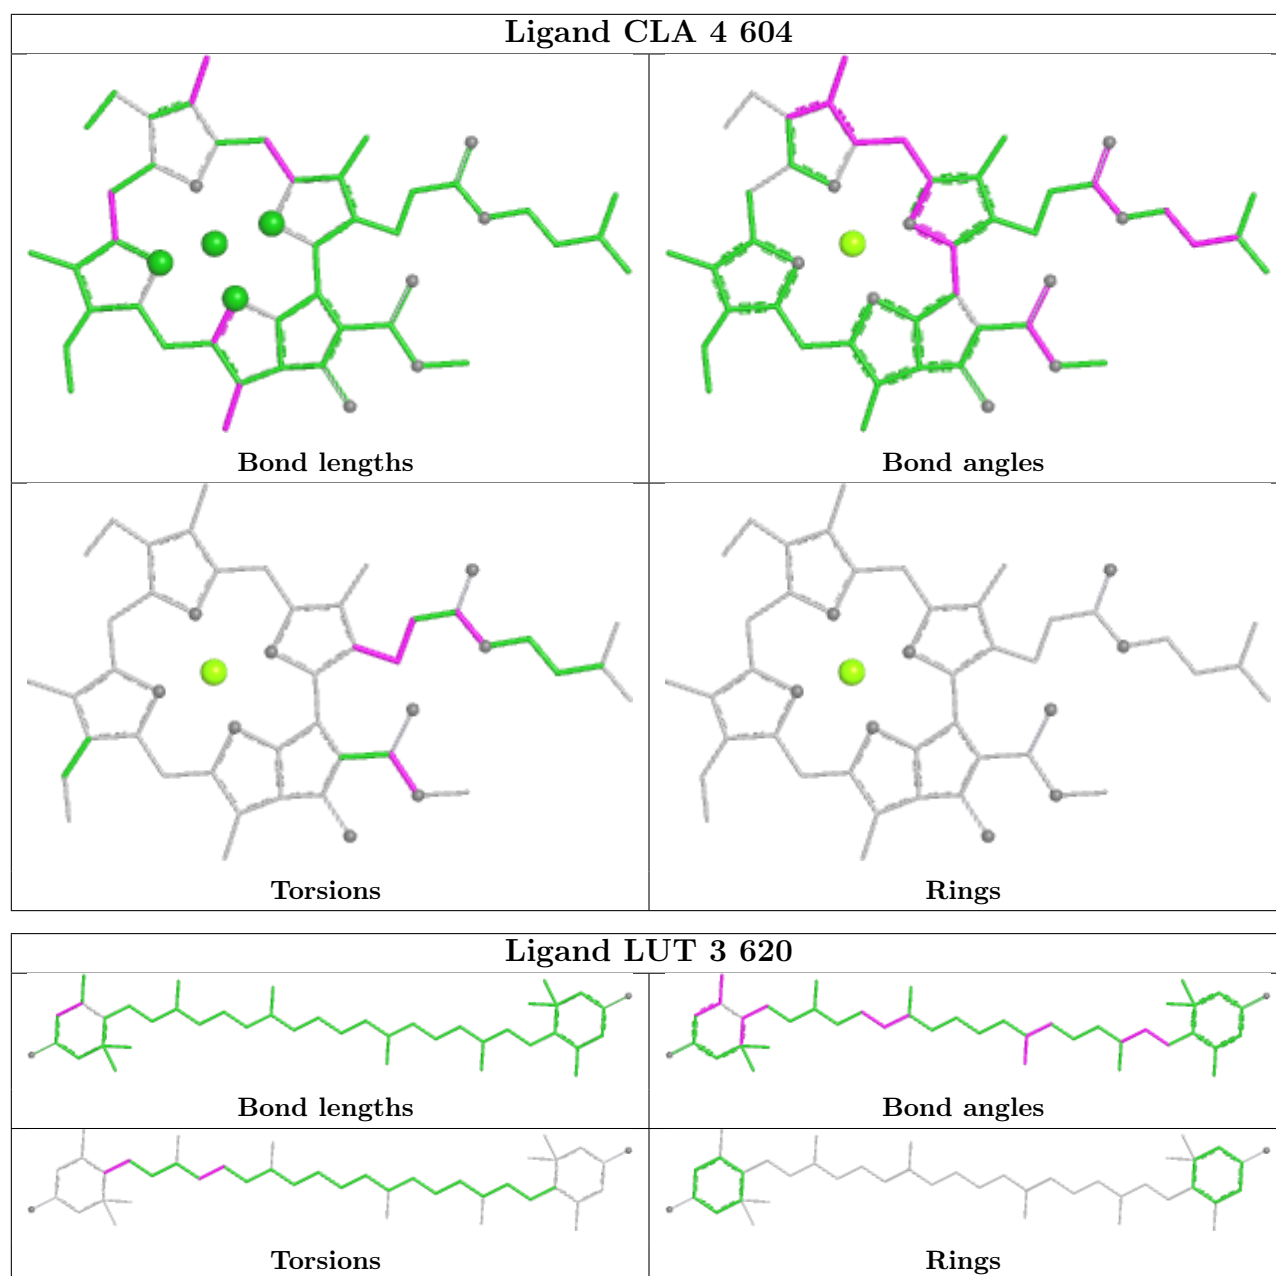 Ligand CLA 4 604
Bond lengths
Bond angles
Torsions
Rings
Ligand LUT 3 620
Bond lengths
Bond angles
Torsions
Rings